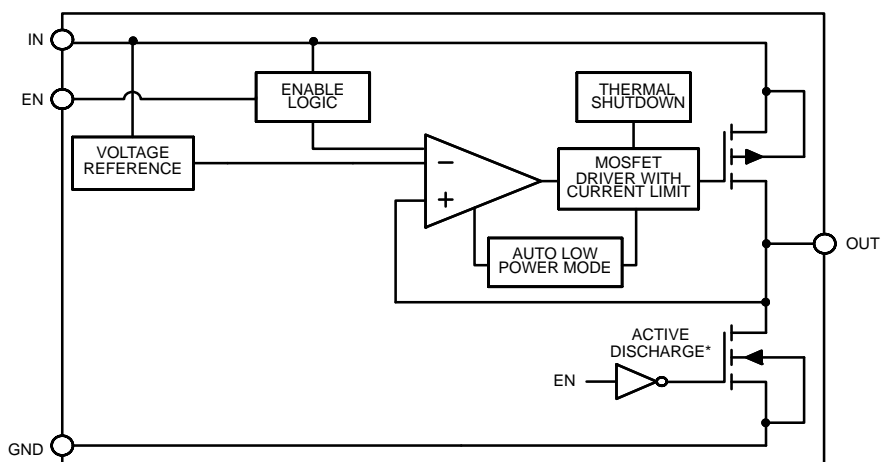 IN
ENABLE
LOGIC
THERMAL
SHUTDOWN
EN
VOLTAGE
REFERENCE
−
+
MOSFET
DRIVER WITH
CURRENT LIMIT
AUTO LOW
POWER MODE
OUT
ACTIVE
DISCHARGE*
EN
GND